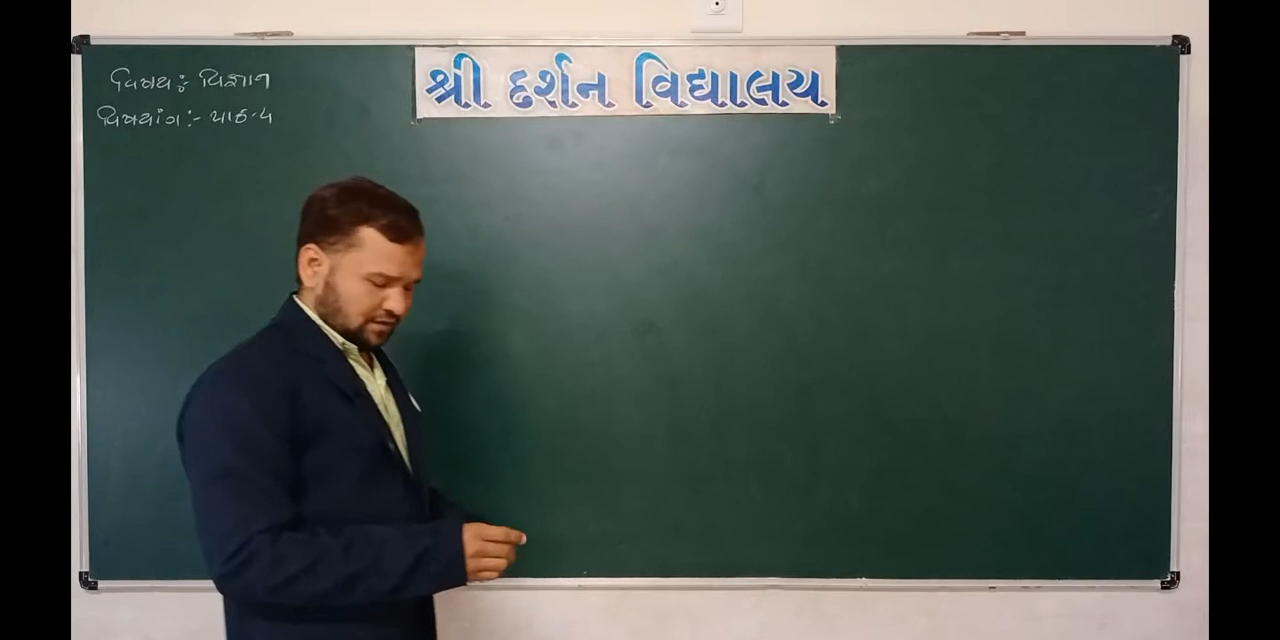 શ્રી દર્શન વિદ્યાલય
વિષય : વિજ્ઞાન
વિષયાંગ :- પાઠ-૫